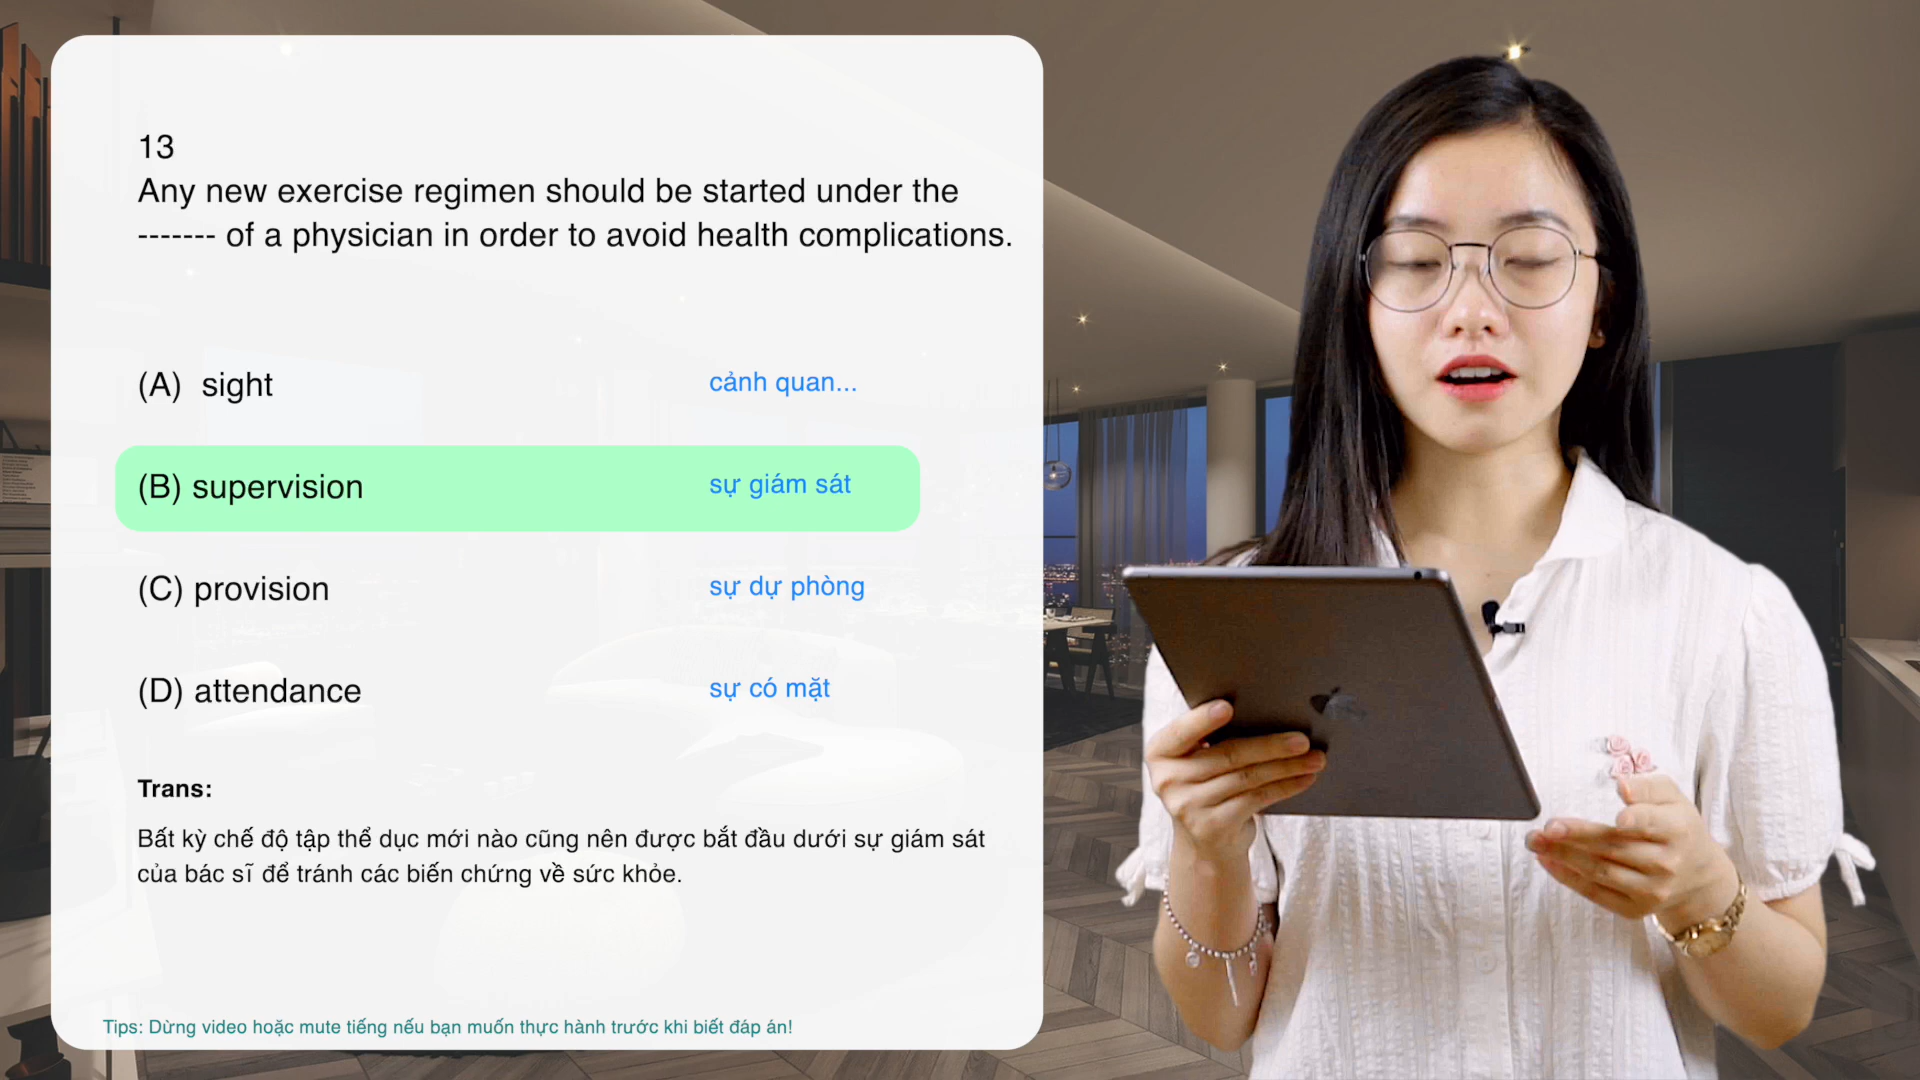 13
Any new exercise regimen should be started under the
------- of a physician in order to avoid health complications.
(A) sight cảnh quan...
(B) supervision sự giám sát
(C) provision sự dự phòng
(D) attendance sự có mặt
Trans:
Bất kỳ chế độ tập thể dục mới nào cũng nên được bắt đầu dưới sự giám sát
của bác sĩ để tránh các biến chứng về sức khỏe.
Tips: Dừng video hoặc mute tiếng nếu bạn muốn thực hành trước khi biết đáp án!